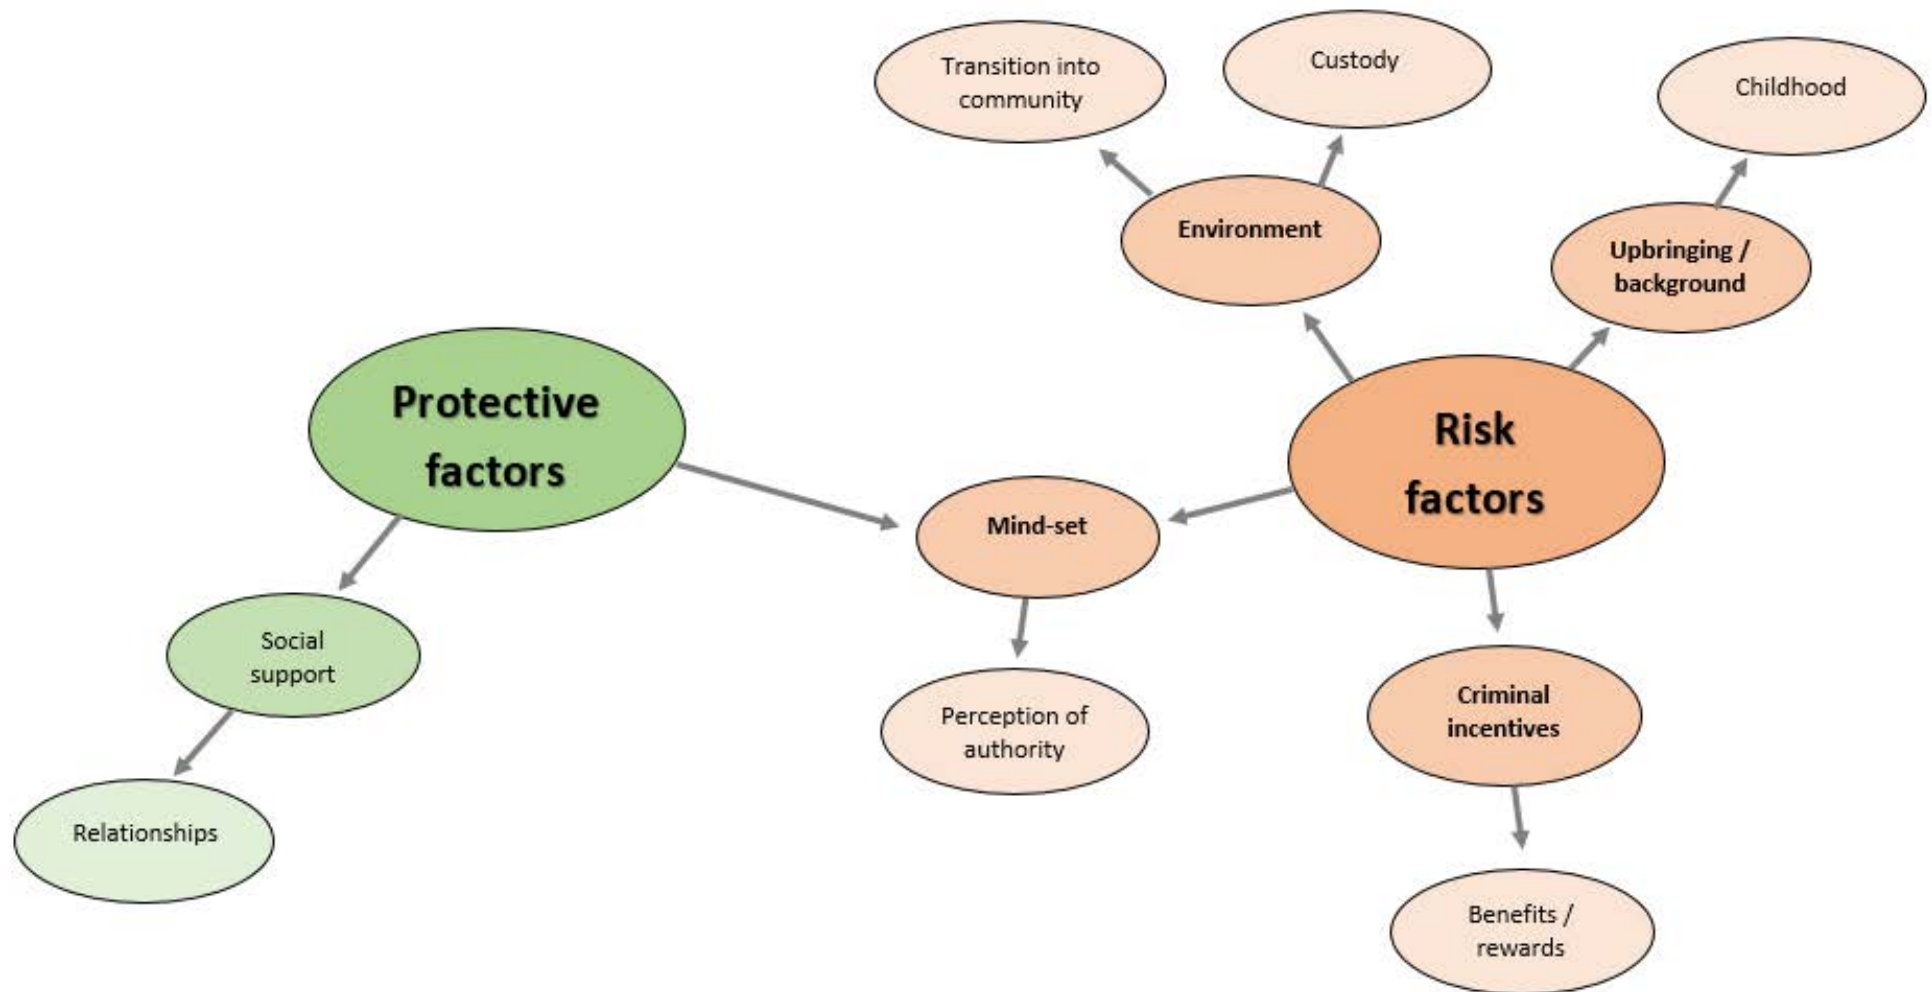 Transition into
community
Custody
Childhood
Environment
Upbringing /
background
Protective
factors
Risk
factors
Mind-set
Social
support
Perception of
authority
Criminal
incentives
Relationships
Benefits /
rewards